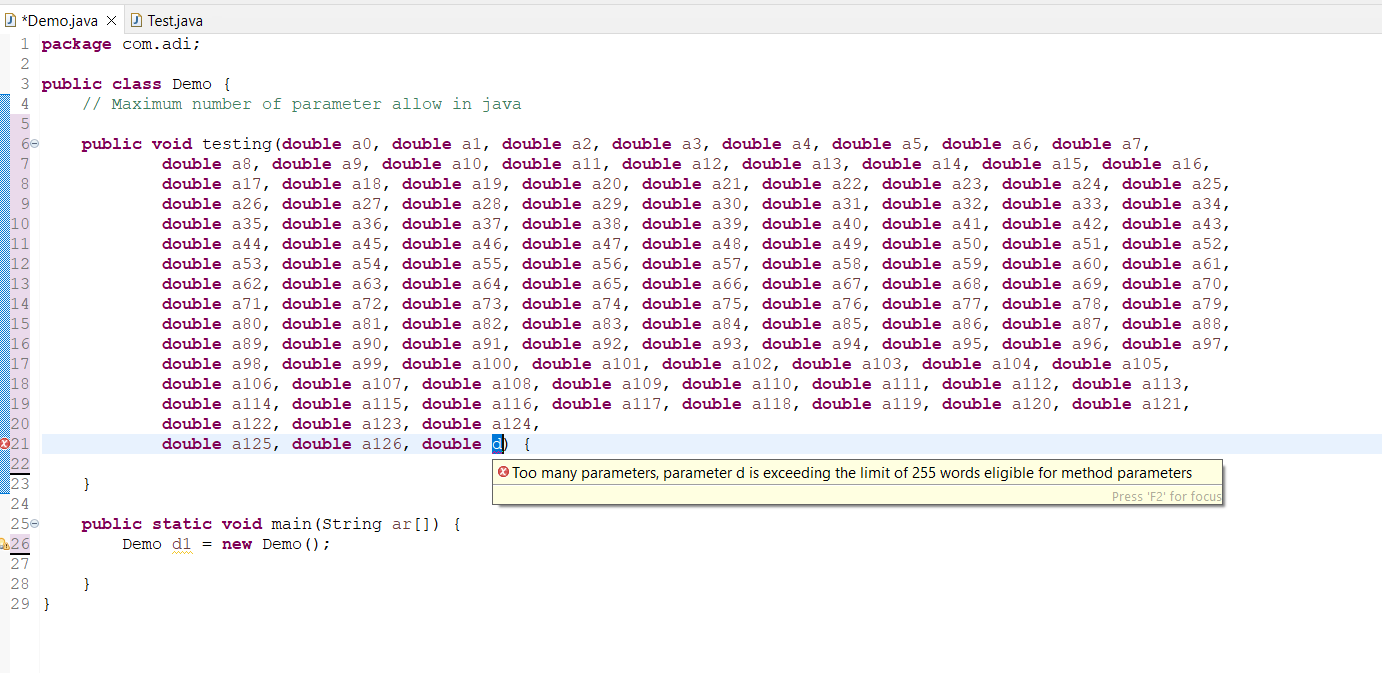 *Demo.java Test.java
1 package com.adi;
2
3 public class Demo {
4 // Maximum number of parameter allow in java
5
6 public void testing(double a0, double a1, double a2, double a3, double a4, double a5, double a6, double a7,
7 double a8, double a9, double a10, double a11, double a12, double a13, double a14, double a15, double a16,
8 double a17, double a18, double a19, double a20, double a21, double a22, double a23, double a24, double a25,
9 double a26, double a27, double a28, double a29, double a30, double a31, double a32, double a33, double a34,
10 double a35, double a36, double a37, double a38, double a39, double a40, double a41, double a42, double a43,
11 double a44, double a45, double a46, double a47, double a48, double a49, double a50, double a51, double a52,
12 double a53, double a54, double a55, double a56, double a57, double a58, double a59, double a60, double a61,
13 double a62, double a63, double a64, double a65, double a66, double a67, double a68, double a69, double a70,
14 double a71, double a72, double a73, double a74, double a75, double a76, double a77, double a78, double a79,
15 double a80, double a81, double a82, double a83, double a84, double a85, double a86, double a87, double a88,
16 double a89, double a90, double a91, double a92, double a93, double a94, double a95, double a96, double a97,
17 double a98, double a99, double a100, double a101, double a102, double a103, double a104, double a105,
18 double a106, double a107, double a108, double a109, double a110, double a111, double a112, double a113,
19 double a114, double a115, double a116, double a117, double a118, double a119, double a120, double a121,
20 double a122, double a123, double a124,
21 double a125, double a126, double d) {
22
Too many parameters, parameter d is exceeding the limit of 255 words eligible for method parameters
Press 'F2' for focus
23 }
24
25 public static void main(String ar[]) {
26 Demo d1 = new Demo();
27
28 }
29 }